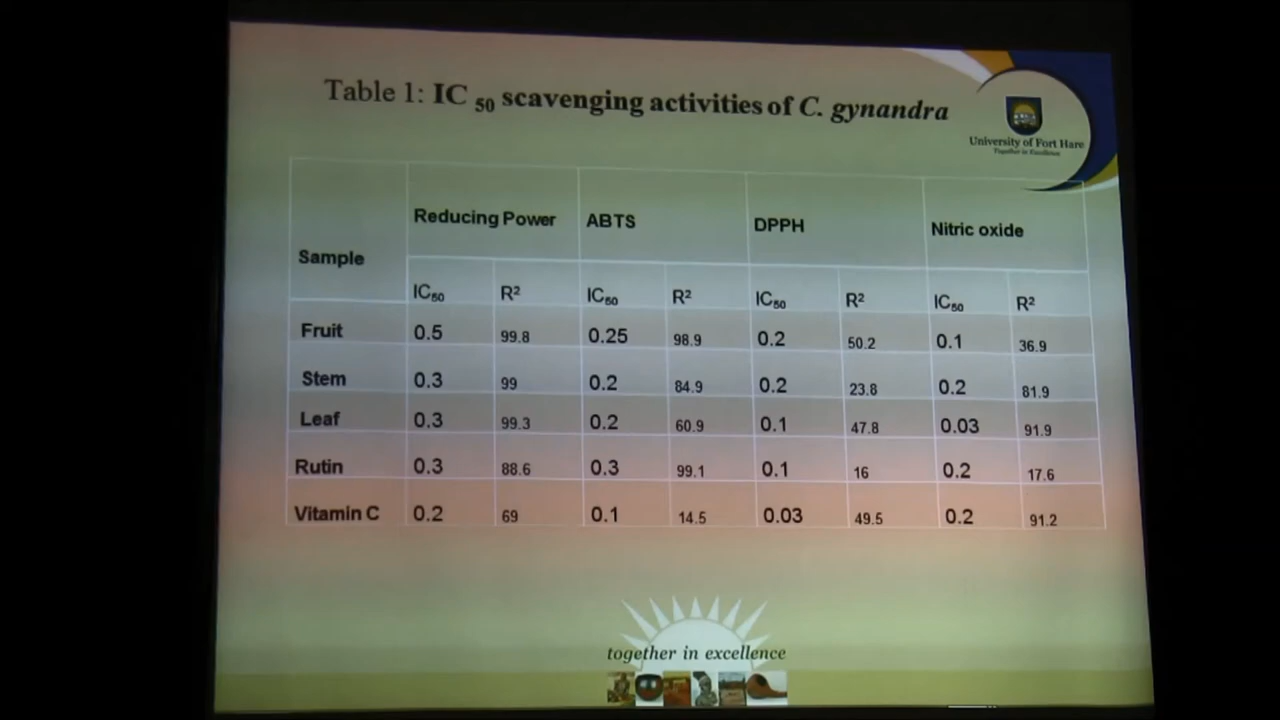 Table 1: IC 50 scavenging activities of C. gynandra
University of Fort Hare
Together in Excellence
Sample Reducing Power ABTS DPPH Nitric oxide
IC50 R² IC50 R² IC50 R² IC50 R²
Fruit 0.5 99.8 0.25 98.9 0.2 50.2 0.1 36.9
Stem 0.3 99 0.2 84.9 0.2 23.8 0.2 81.9
Leaf 0.3 99.3 0.2 60.9 0.1 47.8 0.03 91.9
Rutin 0.3 88.6 0.3 99.1 0.1 16 0.2 17.6
Vitamin C 0.2 69 0.1 14.5 0.03 49.5 0.2 91.2
together in excellence